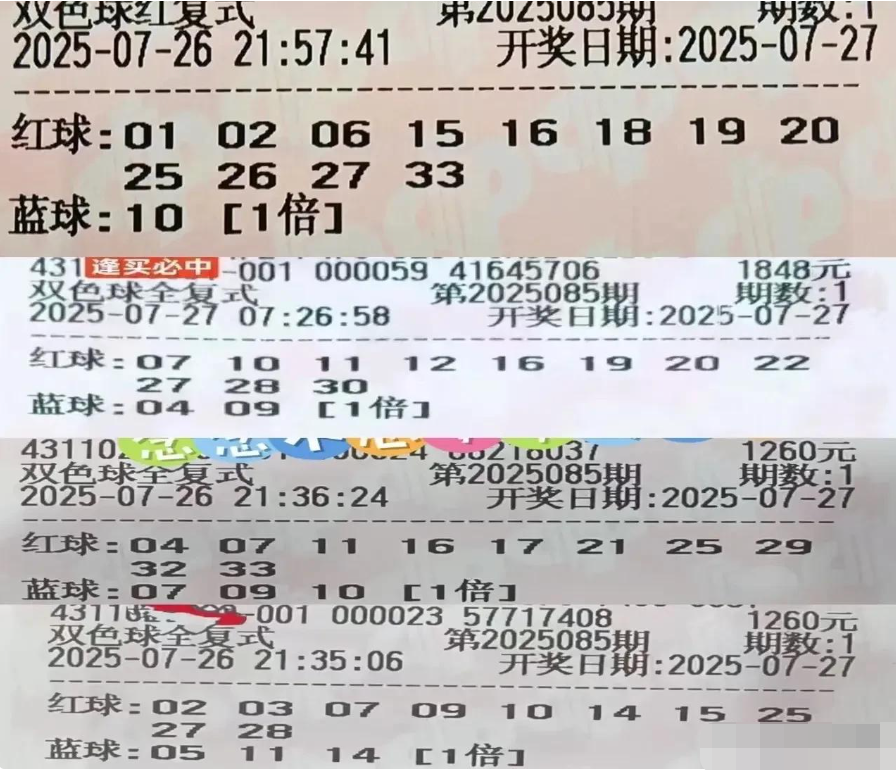 双色球红复式 第2025085期 期数:1
2025-07-26 21:57:41 开奖日期:2025-07-27
红球:01 02 06 15 16 18 19 20
25 26 27 33
蓝球:10 [1倍]
431 逢买必中 -001 000059 41645706 1848元
双色球全复式 第2025085期 期数:1
2025-07-27 07:26:58 开奖日期:2025-07-27
红球:07 10 11 12 16 19 20 22
27 28 30
蓝球:04 09 [1倍]
43110 1260元
双色球全复式 第2025085期 期数:1
2025-07-26 21:36:24 开奖日期:2025-07-27
红球:04 07 11 16 17 21 25 29
32 33
蓝球:07 09 10 [1倍]
-001 000023 57717408 1260元
双色球全复式 第2025085期 期数:1
2025-07-26 21:35:06 开奖日期:2025-07-27
红球:02 03 07 09 10 14 15 25
27 28
蓝球:05 11 14 [1倍]